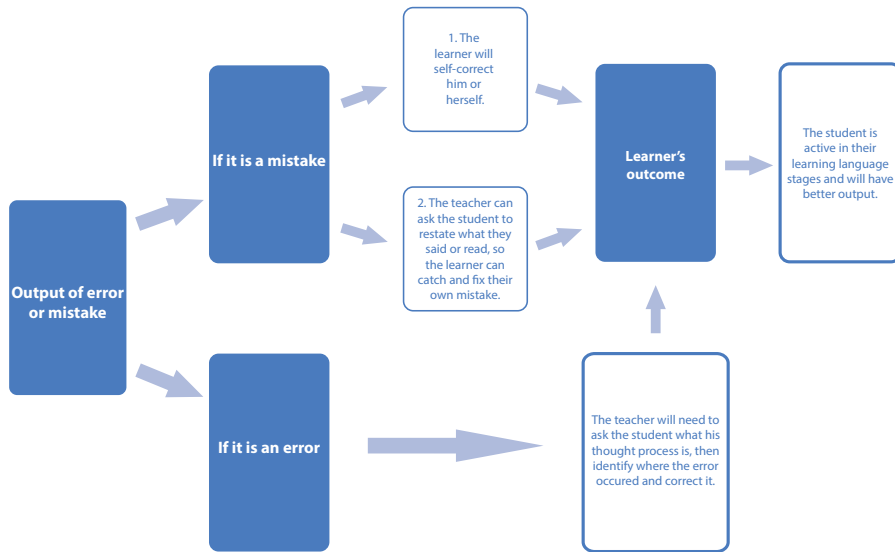 Output of error
or mistake
If it is a mistake
1. The
learner will
self-correct
him or
herself.
2. The teacher can
ask the student to
restate what they
said or read, so
the learner can
catch and fix their
own mistake.
If it is an error
The teacher will need to
ask the student what his
thought process is, then
identify where the error
occured and correct it.
Learner's
outcome
The student is
active in their
learning language
stages and will have
better output.